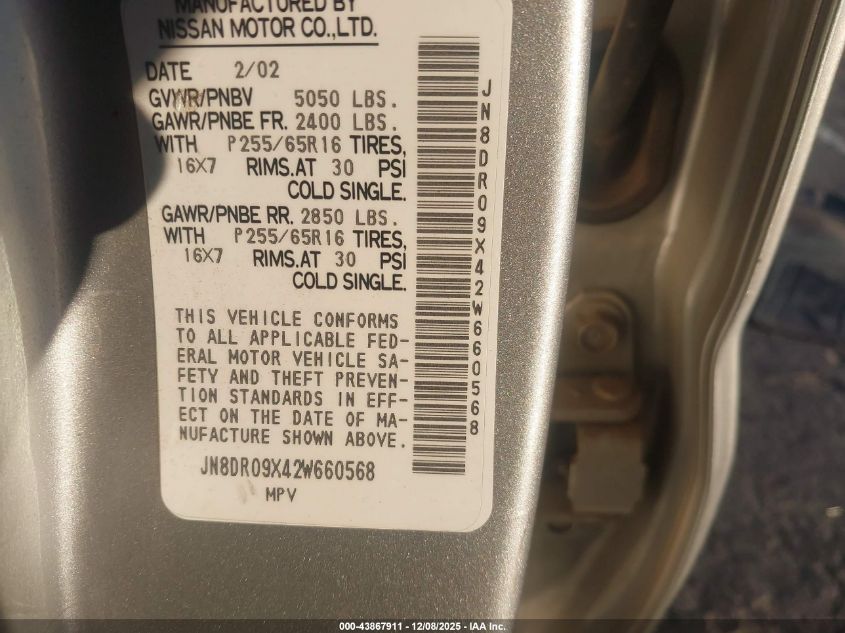 MANUFACTURED BY
NISSAN MOTOR CO.,LTD.
DATE 2/02
GVWR/PNBV 5050 LBS.
GAWR/PNBE FR. 2400 LBS.
WITH P255/65R16 TIRES,
16X7 RIMS.AT 30 PSI
COLD SINGLE.
GAWR/PNBE RR. 2850 LBS.
WITH P255/65R16 TIRES,
16X7 RIMS.AT 30 PSI
COLD SINGLE.
THIS VEHICLE CONFORMS
TO ALL APPLICABLE FED-
ERAL MOTOR VEHICLE SA-
FETY AND THEFT PREVEN-
TION STANDARDS IN EFF-
ECT ON THE DATE OF MA-
NUFACTURE SHOWN ABOVE.
JN8DR09X42W660568
MPV
JN8DR09X42W660568
000-43867911 - 12/08/2025 - IAA Inc.